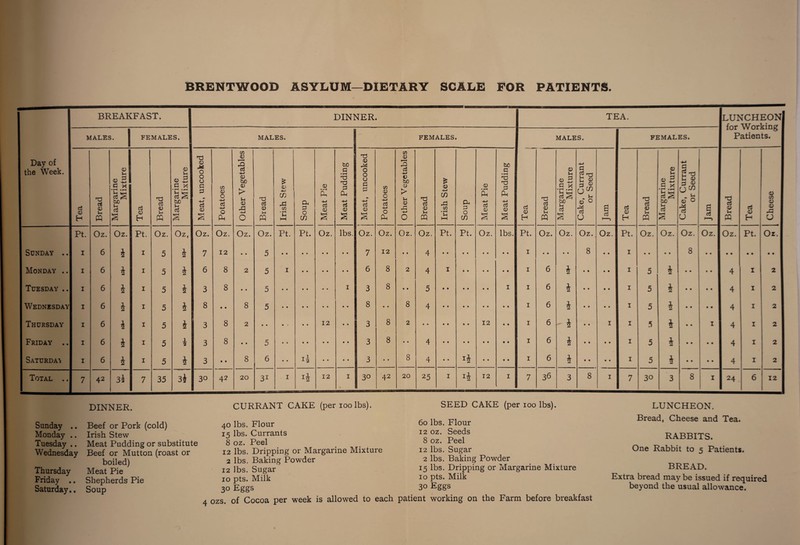 BRENTWOOD ASYLUM—DIETARY SCALE FOR PATIENTS.
Day of the Week. | BREAKFAST. | DINNER. | TEA. | LUNCHEON for Working Patients.
MALES. | FEMALES. | MALES. | FEMALES. | MALES. | FEMALES.
Tea | Bread | Margarine Mixture | Tea | Bread | Margarine Mixture | Meat, uncooked | Potatoes | Other Vegetables | Bread | Irish Stew | Soup | Meat Pie | Meat Pudding | Meat, uncooked | Potatoes | Other Vegetables | Bread | Irish Stew | Soup | Meat Pie | Meat Pudding | Tea | Bread | Margarine Mixture | Cake, Currant or Seed | Jam | Tea | Bread | Margarine Mixture | Cake, Currant or Seed | Jam | Bread | Tea | Cheese
Pt. | Oz. | Oz. | Pt. | Oz. | Oz. | Oz. | Oz. | Oz. | Oz. | Pt. | Pt. | Oz. | lbs. | Oz. | Oz. | Oz. | Oz. | Pt. | Pt. | Oz. | lbs. | Pt. | Oz. | Oz. | Oz. | Oz. | Pt. | Oz. | Oz. | Oz. | Oz. | Oz. | Pt. | Oz.
SUNDAY .. | 1 | 6 | ½ | 1 | 5 | ½ | 7 | 12 | .. | 5 | .. | .. | .. | .. | 7 | 12 | .. | 4 | .. | .. | .. | .. | 1 | .. | .. | 8 | .. | 1 | .. | .. | 8 | .. | .. | .. | ..
MONDAY .. | 1 | 6 | ½ | 1 | 5 | ½ | 6 | 8 | 2 | 5 | 1 | .. | .. | .. | 6 | 8 | 2 | 4 | 1 | .. | .. | .. | 1 | 6 | ½ | .. | .. | 1 | 5 | ½ | .. | .. | 4 | 1 | 2
TUESDAY .. | 1 | 6 | ½ | 1 | 5 | ½ | 3 | 8 | .. | 5 | .. | .. | .. | 1 | 3 | 8 | .. | 5 | .. | .. | .. | 1 | 1 | 6 | ½ | .. | .. | 1 | 5 | ½ | .. | .. | 4 | 1 | 2
WEDNESDAY | 1 | 6 | ½ | 1 | 5 | ½ | 8 | .. | 8 | 5 | .. | .. | .. | .. | 8 | .. | 8 | 4 | .. | .. | .. | .. | 1 | 6 | ½ | .. | .. | 1 | 5 | ½ | .. | .. | 4 | 1 | 2
THURSDAY | 1 | 6 | ½ | 1 | 5 | ½ | 3 | 8 | 2 | .. | .. | .. | 12 | .. | 3 | 8 | 2 | .. | .. | .. | 12 | .. | 1 | 6 | ½ | .. | 1 | 1 | 5 | ½ | .. | 1 | 4 | 1 | 2
FRIDAY .. | 1 | 6 | ½ | 1 | 5 | ½ | 3 | 8 | .. | 5 | .. | .. | .. | .. | 3 | 8 | .. | 4 | .. | .. | .. | .. | 1 | 6 | ½ | .. | .. | 1 | 5 | ½ | .. | .. | 4 | 1 | 2
SATURDAY | 1 | 6 | ½ | 1 | 5 | ½ | 3 | .. | 8 | 6 | .. | 1½ | .. | .. | 3 | .. | 8 | 4 | .. | 1½ | .. | .. | 1 | 6 | ½ | .. | .. | 1 | 5 | ½ | .. | .. | 4 | 1 | 2
TOTAL .. | 7 | 42 | 3½ | 7 | 35 | 3½ | 30 | 42 | 20 | 31 | 1 | 1½ | 12 | 1 | 30 | 42 | 20 | 25 | 1 | 1½ | 12 | 1 | 7 | 36 | 3 | 8 | 1 | 7 | 30 | 3 | 8 | 1 | 24 | 6 | 12
DINNER.
Sunday .. Beef or Pork (cold)
Monday .. Irish Stew
Tuesday .. Meat Pudding or substitute
Wednesday Beef or Mutton (roast or
boiled)
Thursday Meat Pie
Friday .. Shepherds Pie
Saturday.. Soup
CURRANT CAKE (per 100 lbs).
40 lbs. Flour
15 lbs. Currants
8 oz. Peel
12 lbs. Dripping or Margarine Mixture
2 lbs. Baking Powder
12 lbs. Sugar
10 pts. Milk
30 Eggs
SEED CAKE (per 100 lbs).
60 lbs. Flour
12 oz. Seeds
8 oz. Peel
12 lbs. Sugar
2 lbs. Baking Powder
15 lbs. Dripping or Margarine Mixture
10 pts. Milk
30 Eggs
4 ozs. of Cocoa per week is allowed to each patient working on the Farm before breakfast
LUNCHEON.
Bread, Cheese and Tea.
RABBITS.
One Rabbit to 5 Patients.
BREAD.
Extra bread may be issued if required
beyond the usual allowance.